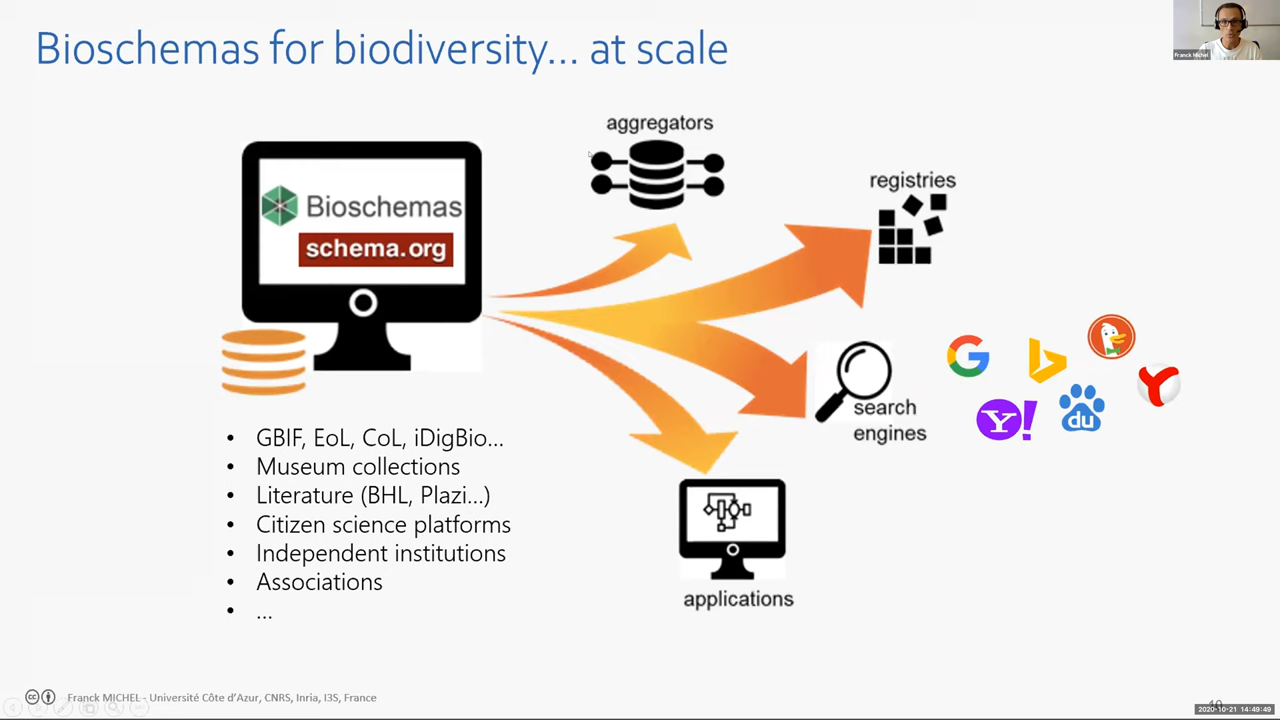 Bioschemas for biodiversity... at scale
Franck Michel
aggregators
registries
Bioschemas
schema.org
search
engines
Y!
du
GBIF, EoL, CoL, iDigBio...
Museum collections
Literature (BHL, Plazi...)
Citizen science platforms
Independent institutions
Associations
...
applications
Franck MICHEL - Université Côte d'Azur, CNRS, Inria, I3S, France
2020-10-21 14:49:49